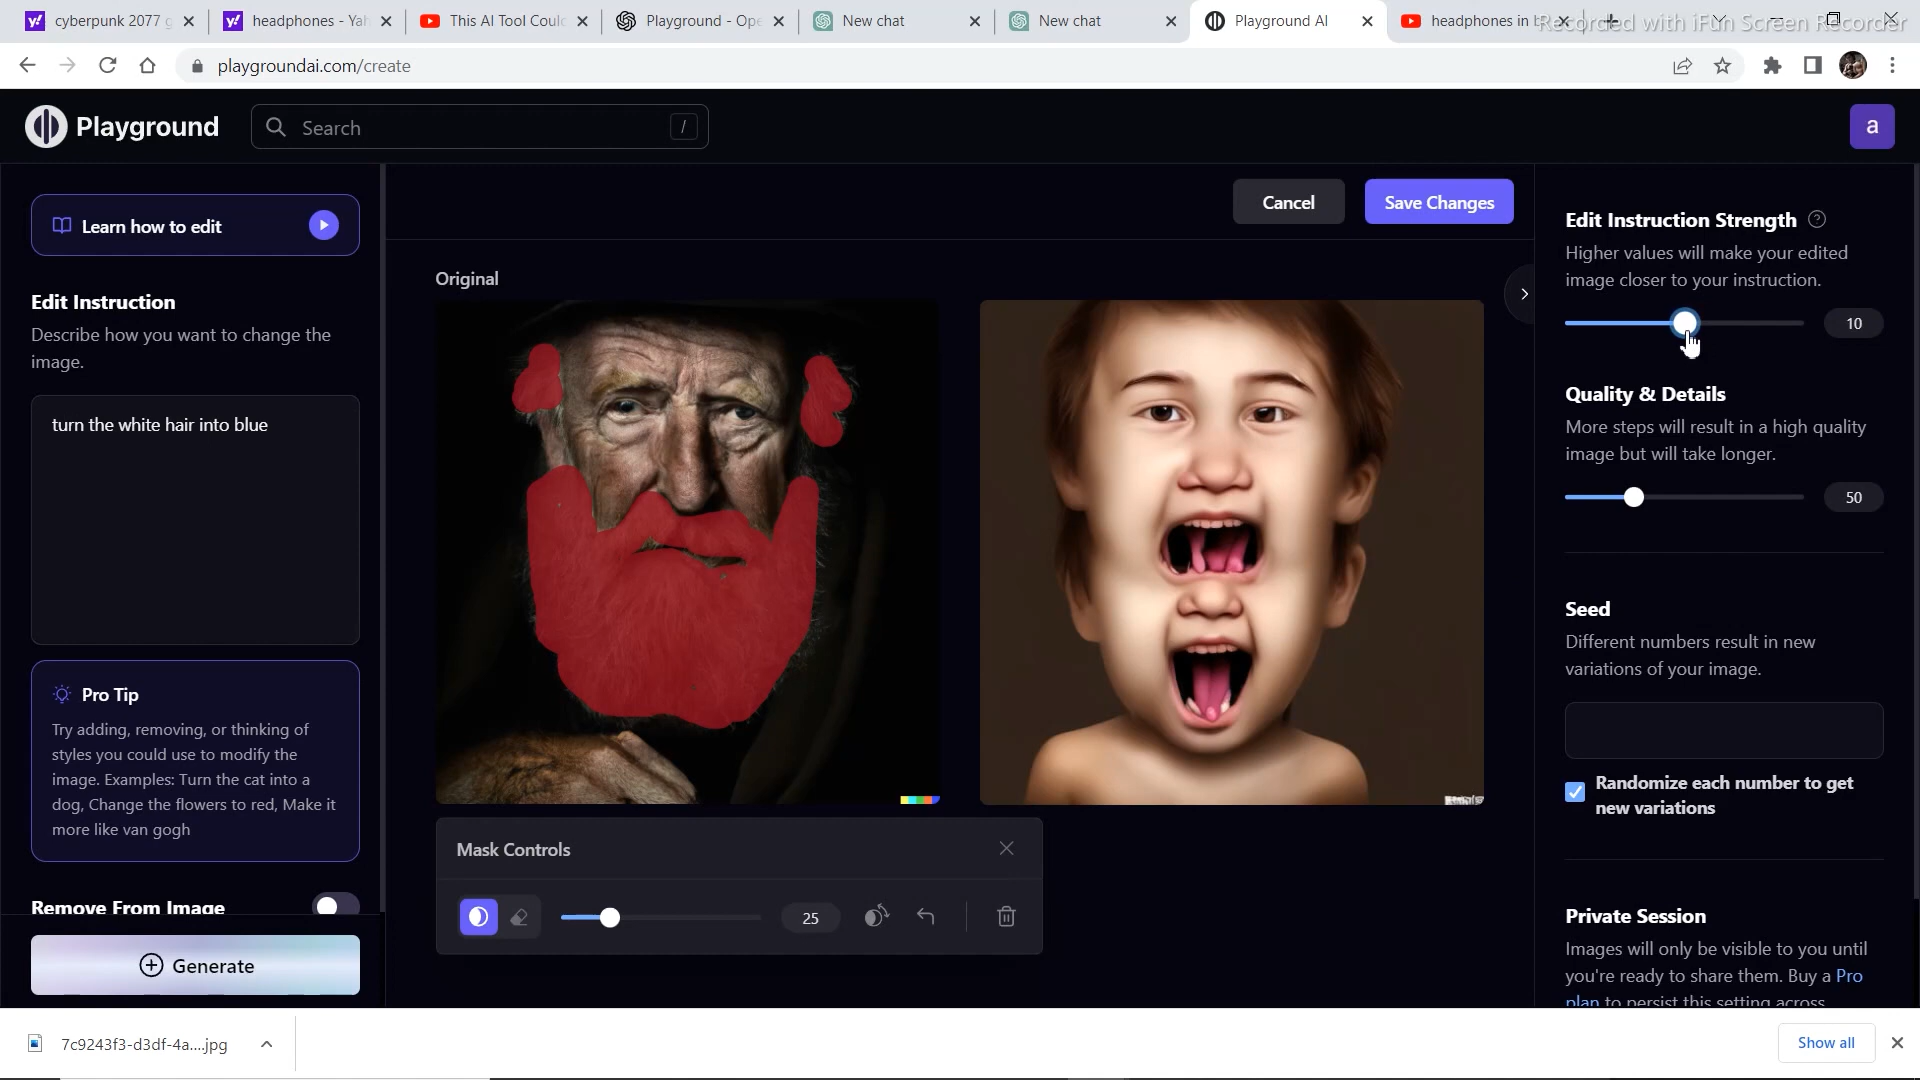 cyberpunk 2077 g
headphones - Yah
This AI Tool Coul
Playground - Ope
New chat
New chat
Playground AI
headphones in b
Recorded with iFun Screen Recorder
playgroundai.com/create
Playground
Search
/
a
Learn how to edit
Cancel
Save Changes
Edit Instruction
Describe how you want to change the
image.
turn the white hair into blue
Pro Tip
Try adding, removing, or thinking of
styles you could use to modify the
image. Examples: Turn the cat into a
dog, Change the flowers to red, Make it
more like van gogh
Remove From Image
Generate
Original
Mask Controls
25
Edit Instruction Strength
Higher values will make your edited
image closer to your instruction.
10
Quality & Details
More steps will result in a high quality
image but will take longer.
50
Seed
Different numbers result in new
variations of your image.
Randomize each number to get
new variations
Private Session
Images will only be visible to you until
you're ready to share them. Buy a Pro
plan to persist this setting across
7c9243f3-d3df-4a....jpg
Show all